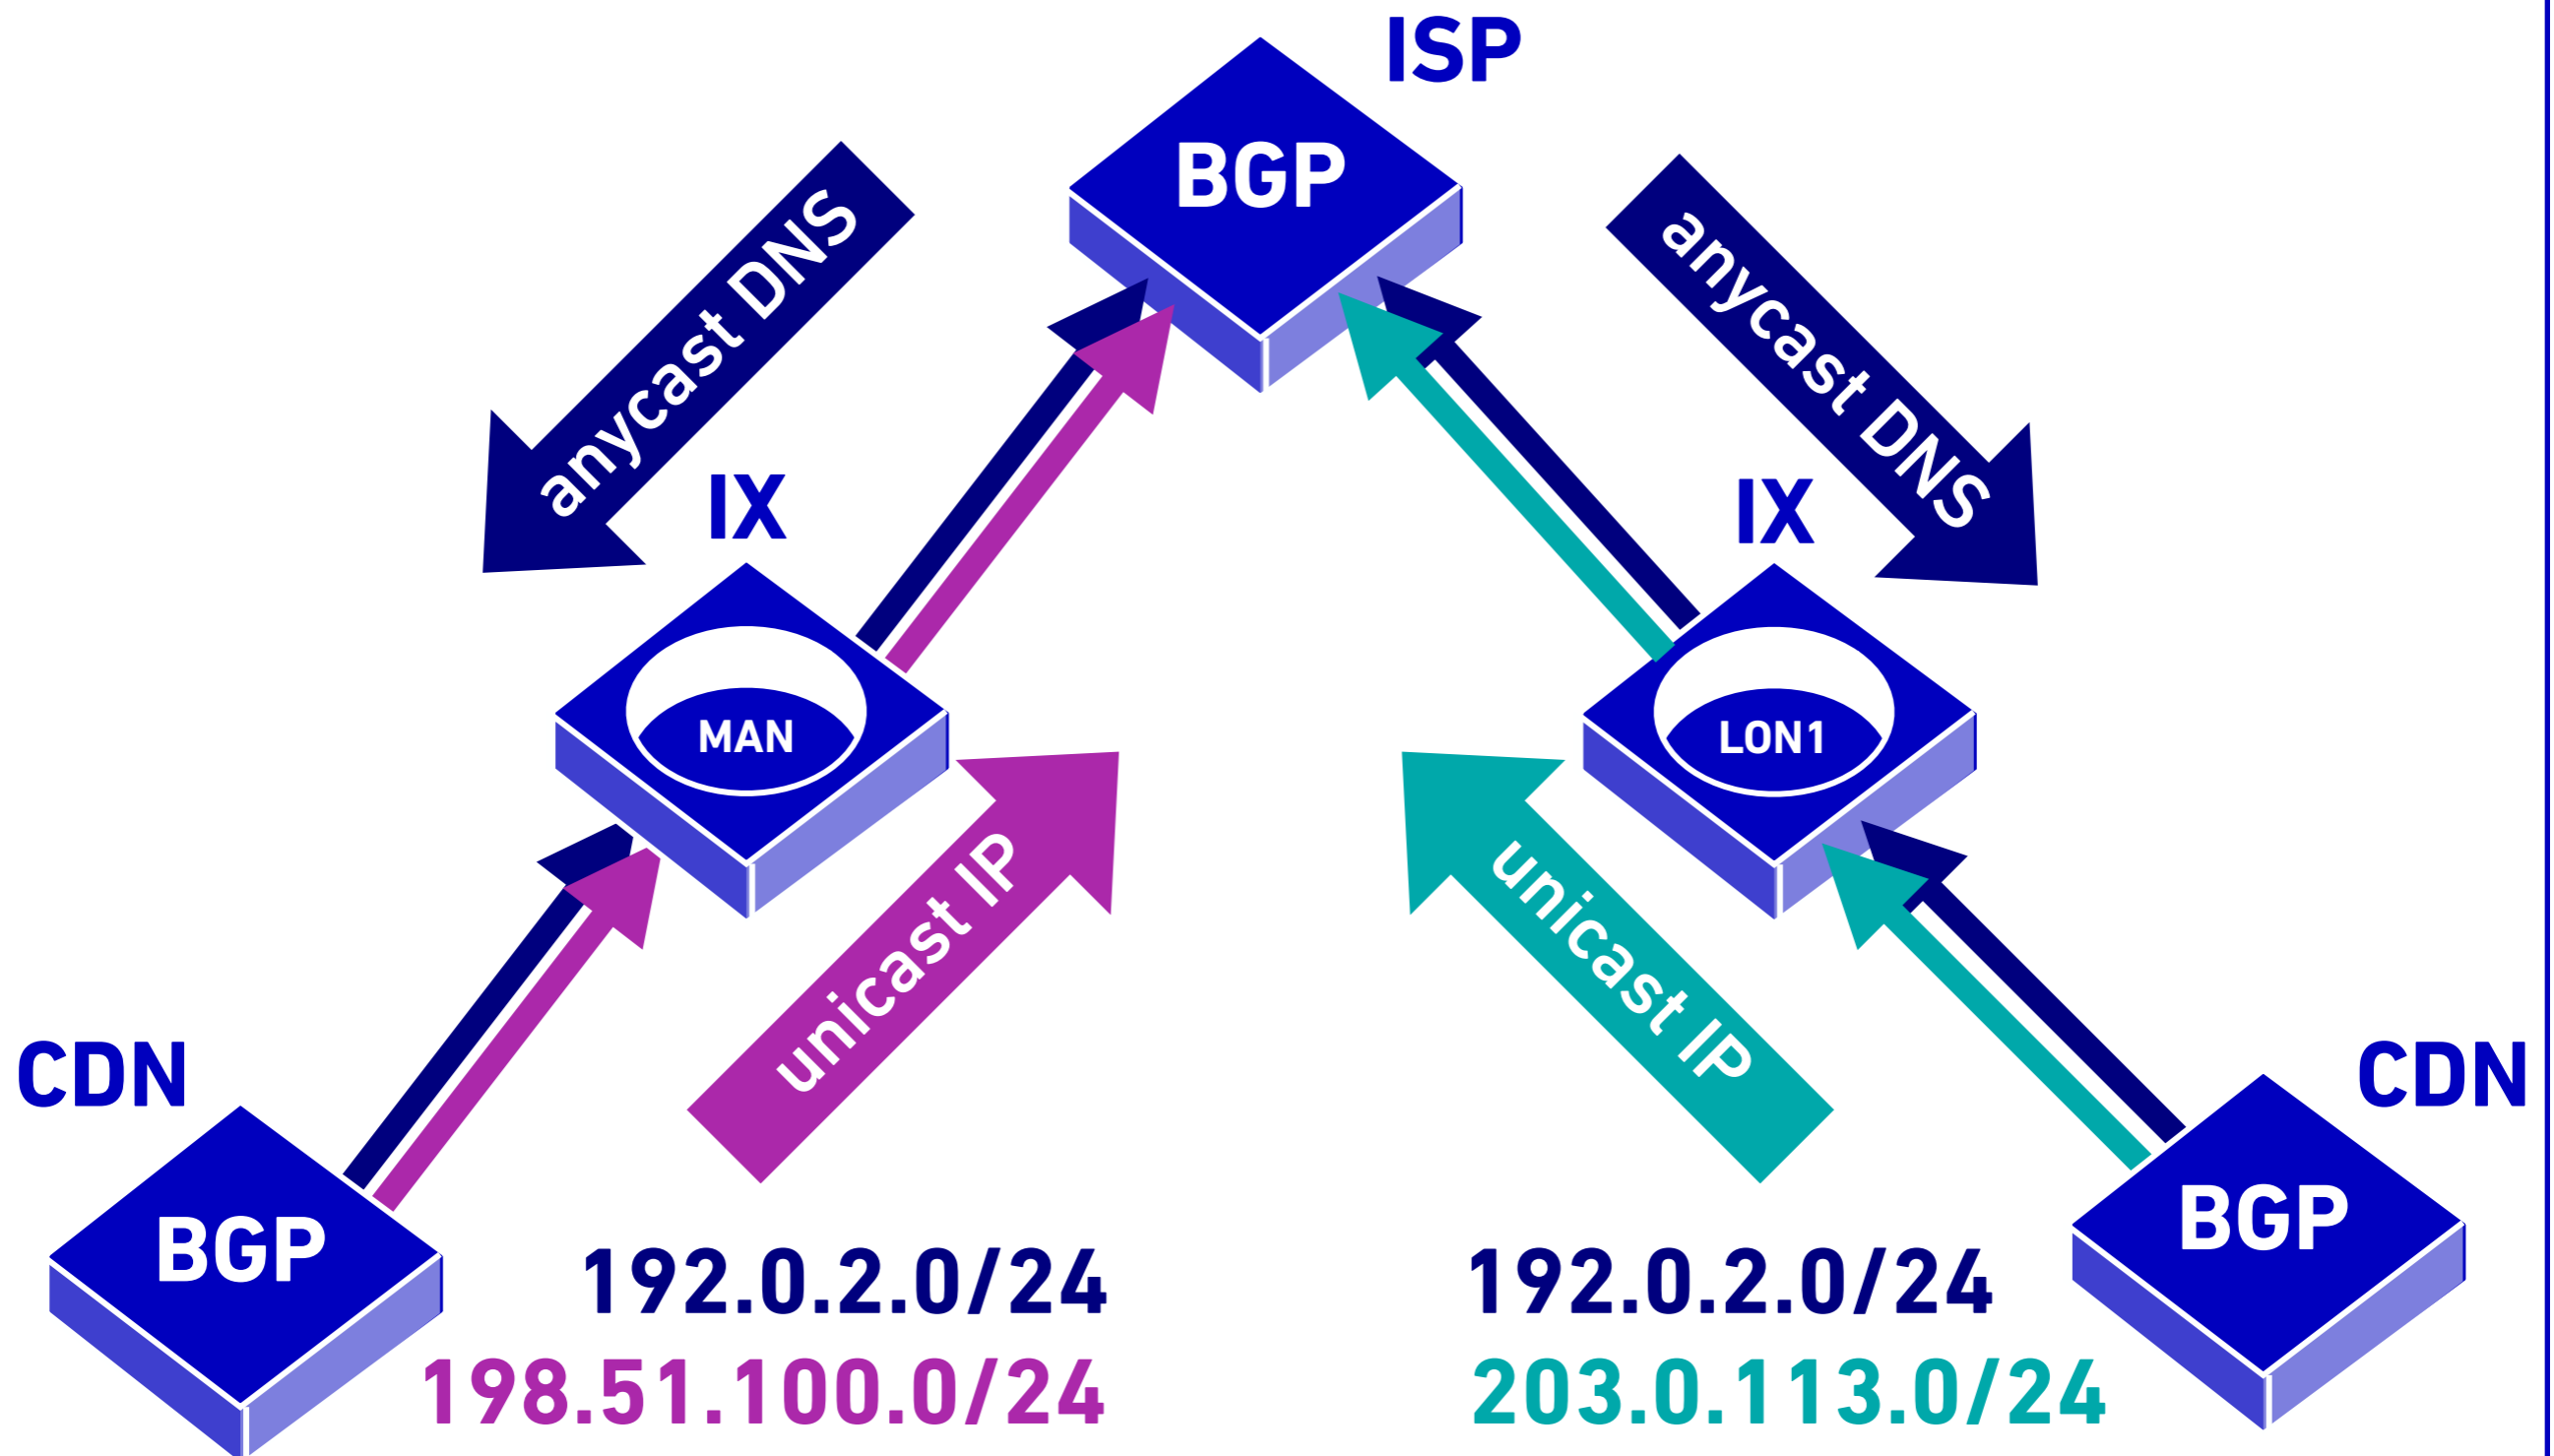 ISP
BGP
anycast DNS
anycast DNS
IX
IX
MAN
LON1
unicast IP
unicast IP
CDN
CDN
BGP
BGP
192.0.2.0/24
192.0.2.0/24
198.51.100.0/24
203.0.113.0/24